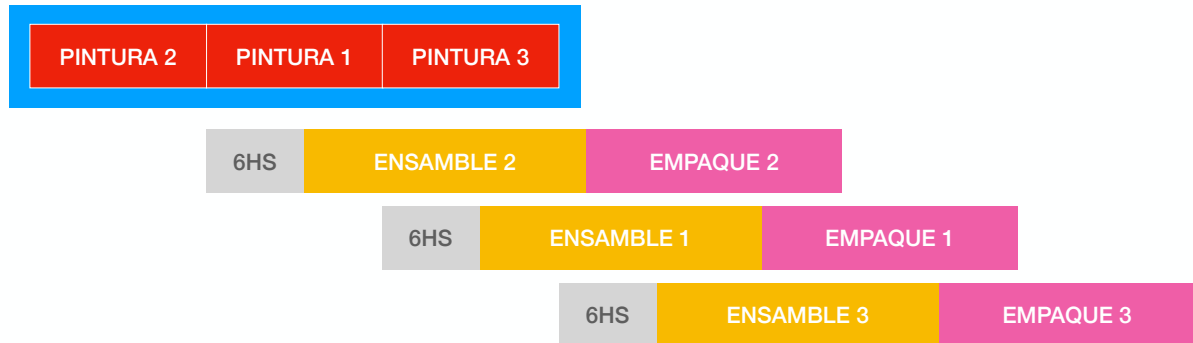 PINTURA 2 PINTURA 1 PINTURA 3
6HS ENSAMBLE 2 EMPAQUE 2
6HS ENSAMBLE 1 EMPAQUE 1
6HS ENSAMBLE 3 EMPAQUE 3